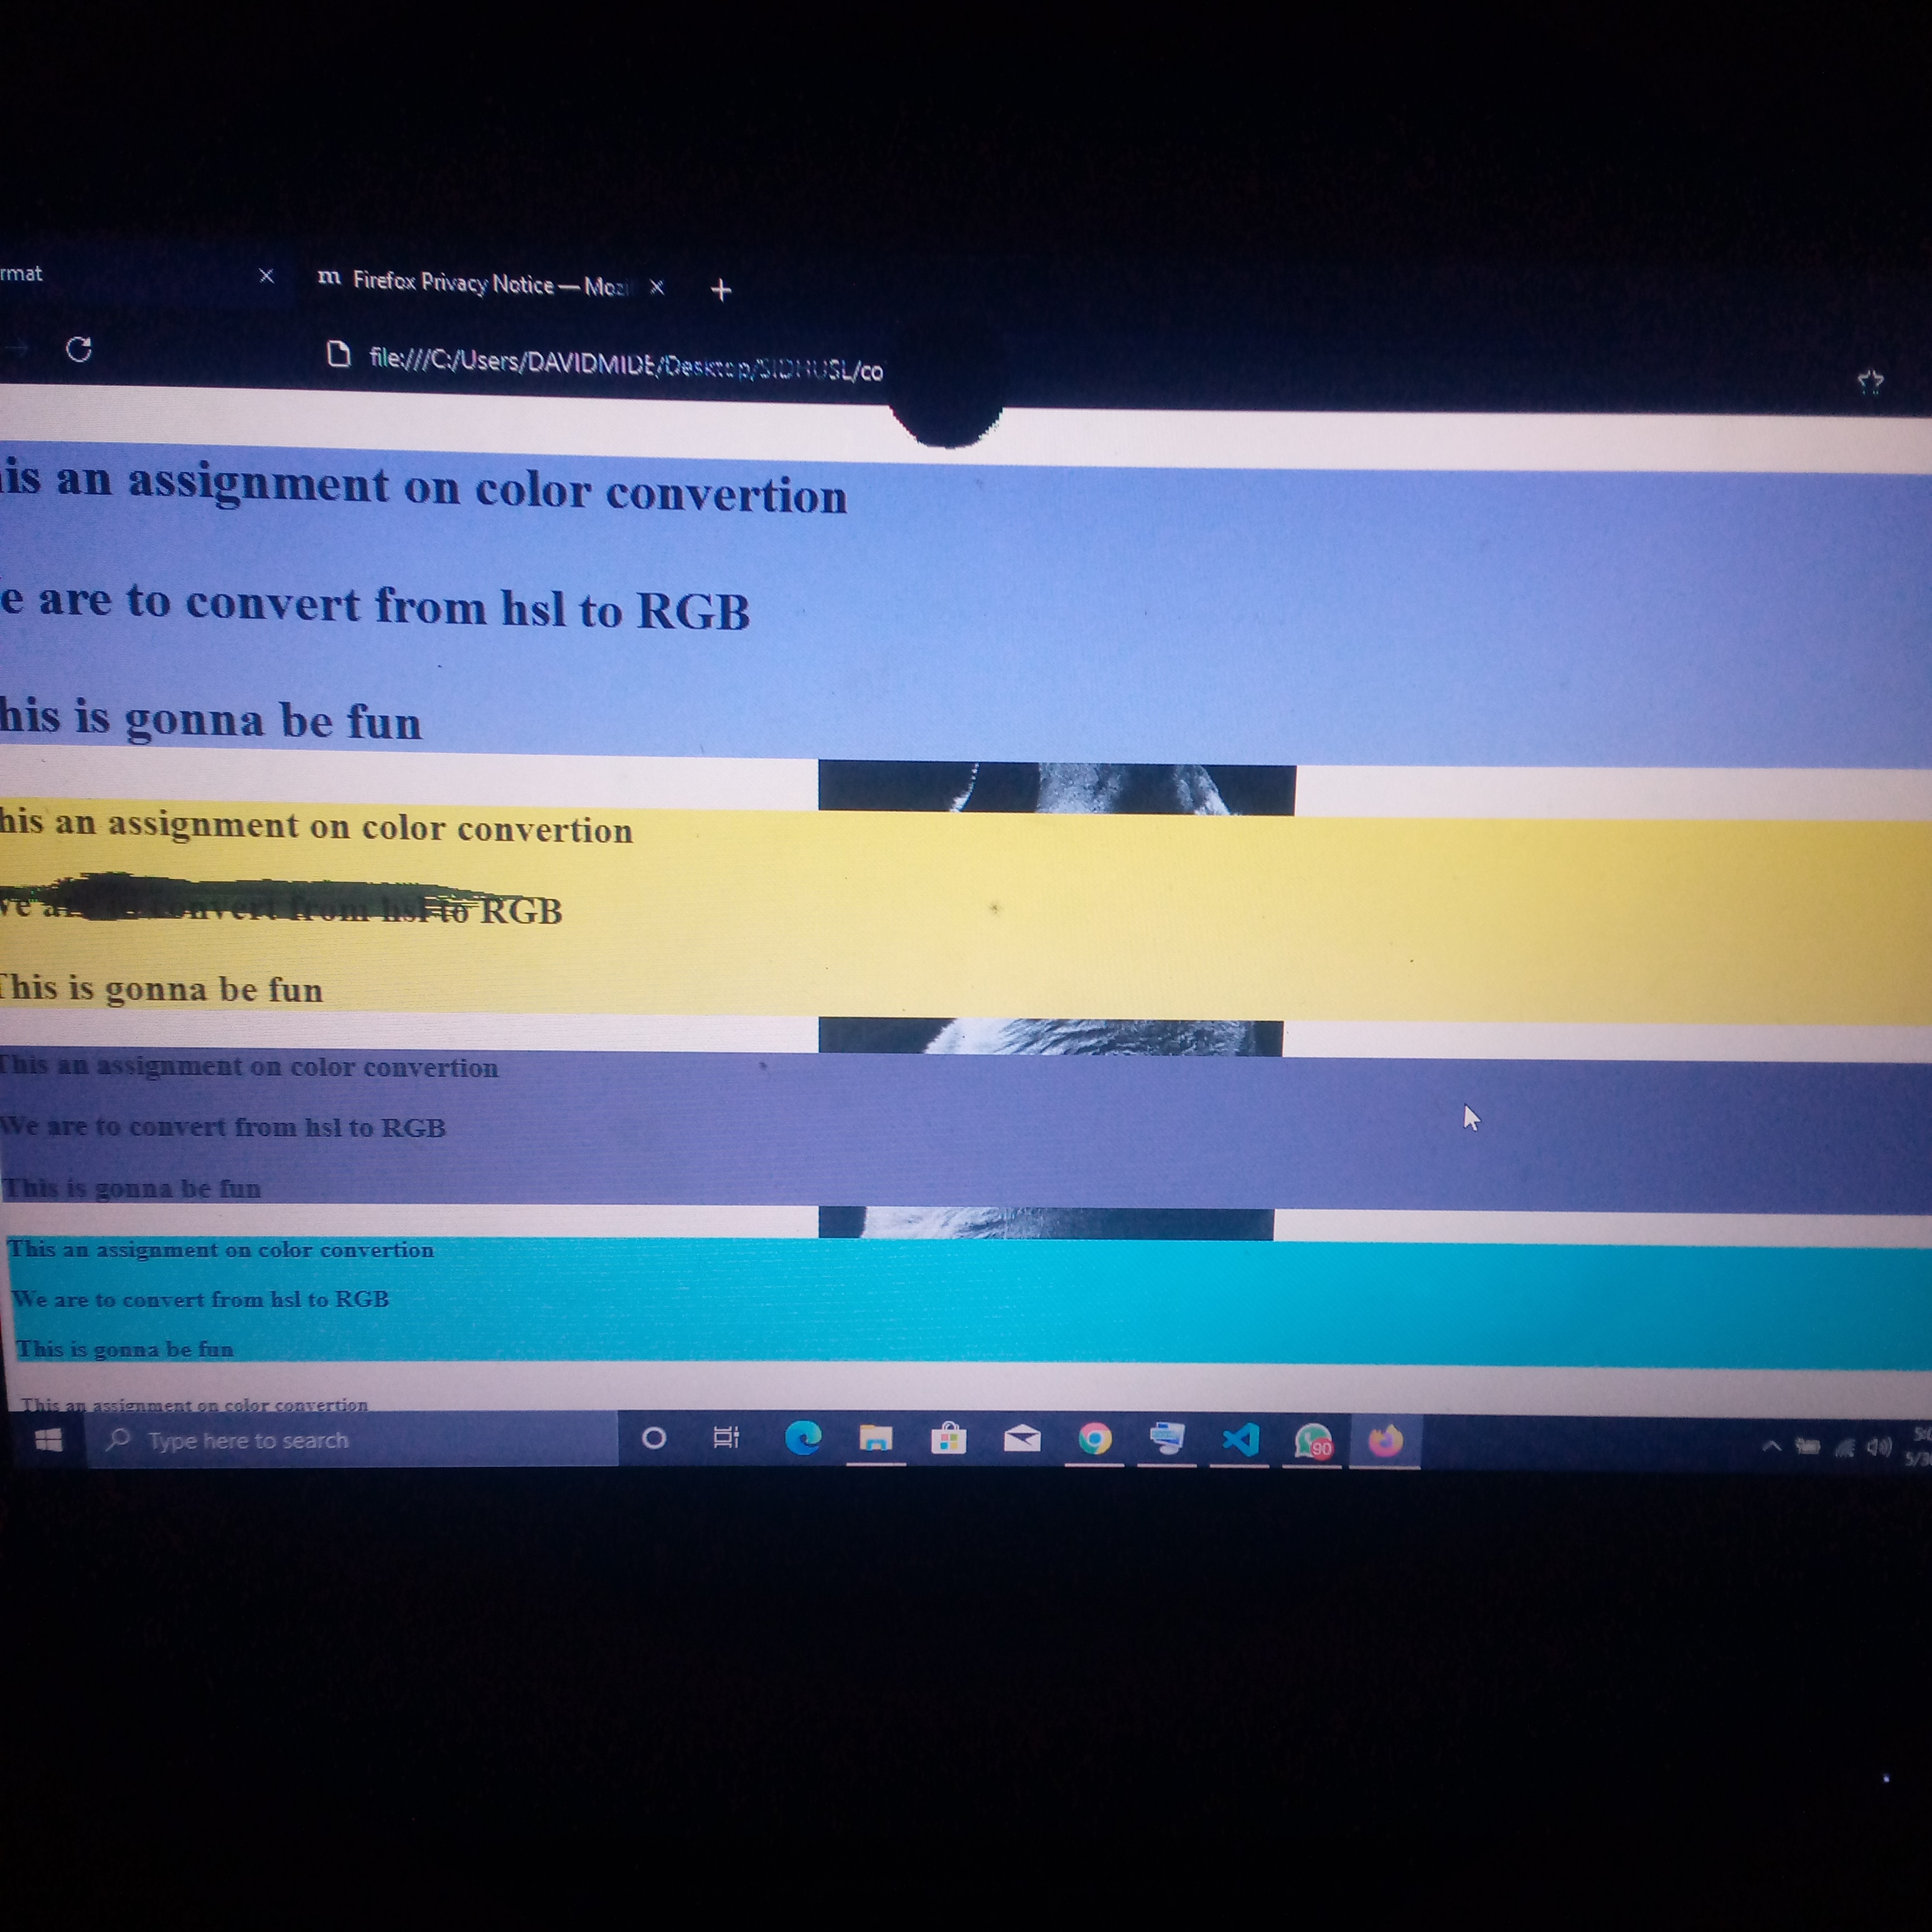 rmat
m Firefox Privacy Notice — Moz
file:///C:/Users/DAVIDMIDE/Desktop/SIDHUSL/co
is an assignment on color convertion
e are to convert from hsl to RGB
his is gonna be fun
his an assignment on color convertion
convert from hsl to RGB
This is gonna be fun
This an assignment on color convertion
We are to convert from hsl to RGB
This is gonna be fun
This an assignment on color convertion
We are to convert from hsl to RGB
This is gonna be fun
This an assignment on color convertion
Type here to search
90